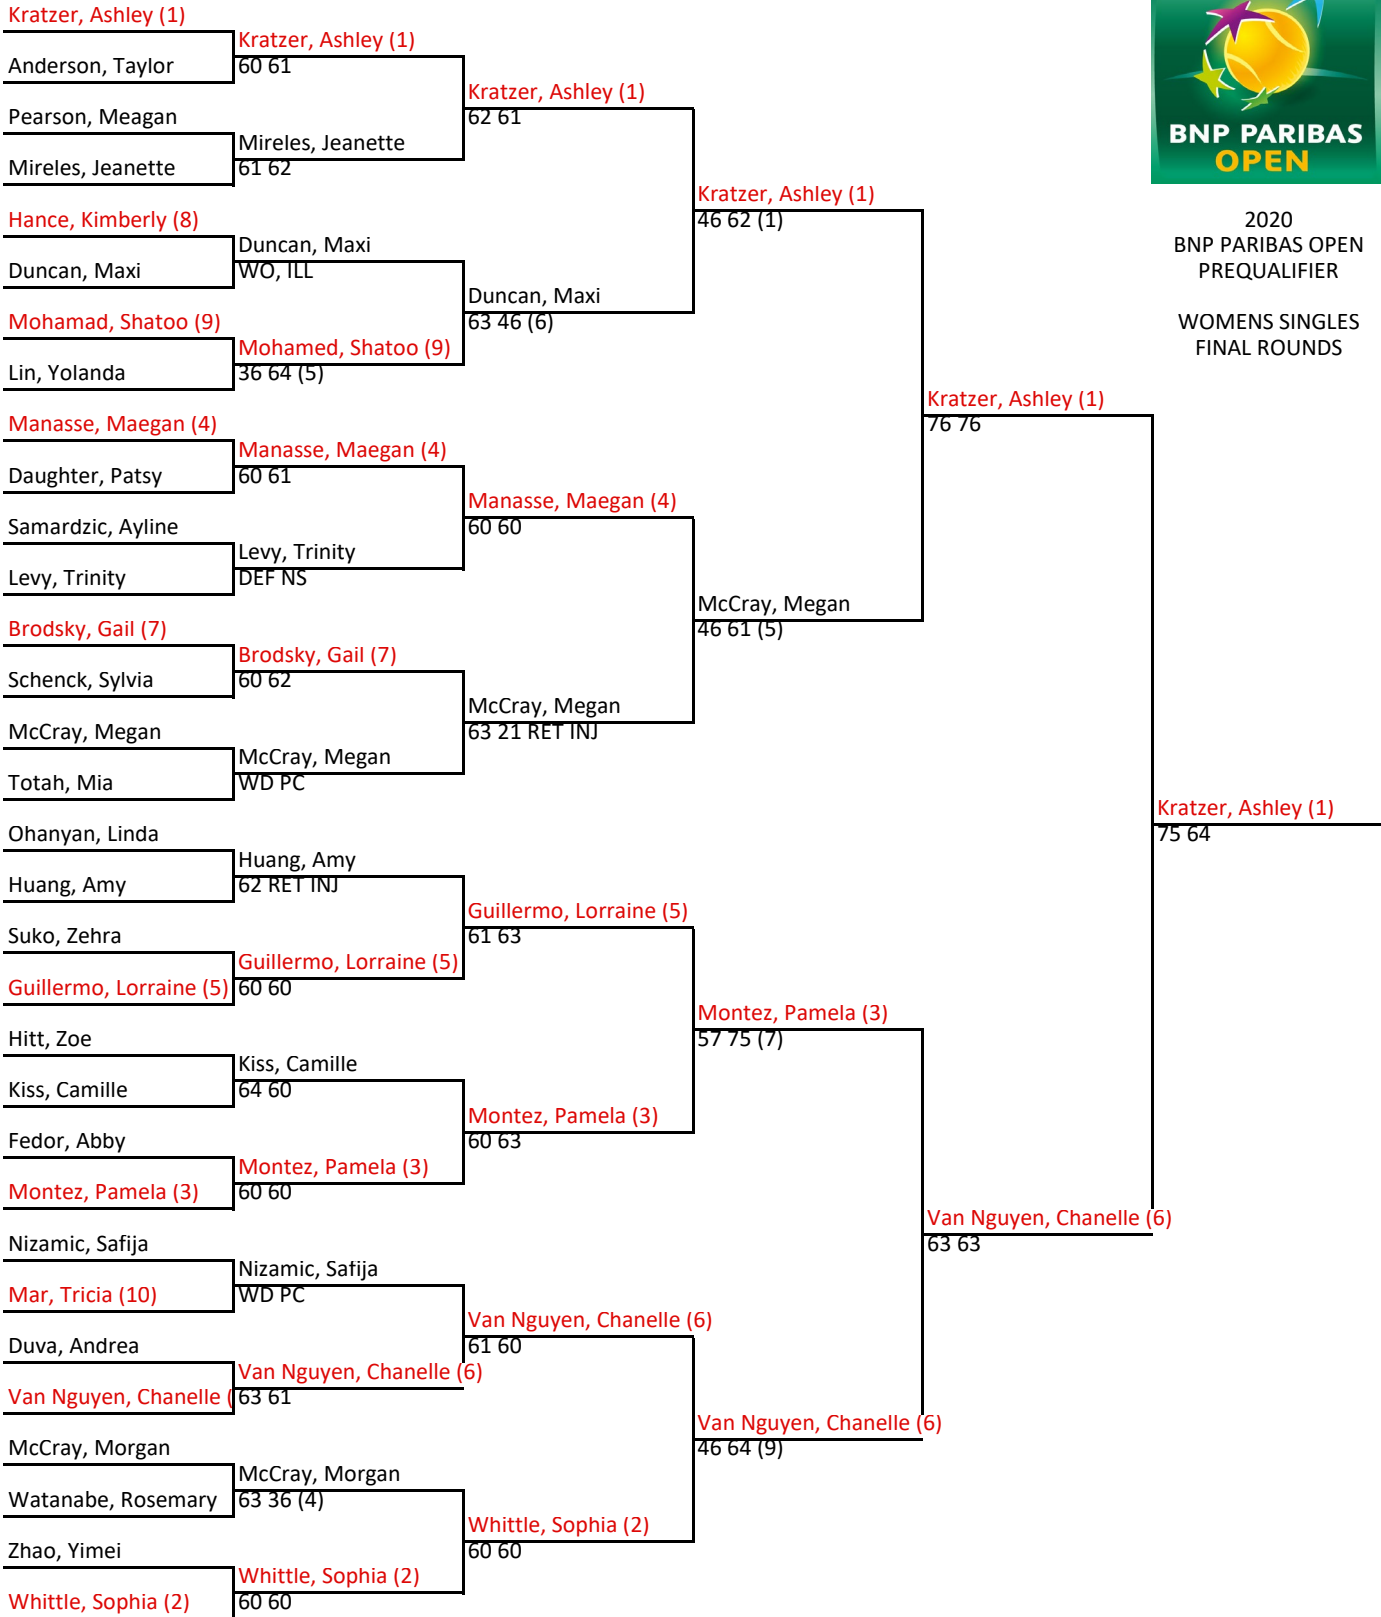 Kratzer, Ashley (1)
Anderson, Taylor
Pearson, Meagan
Mireles, Jeanette
Hance, Kimberly (8)
Duncan, Maxi
Mohamad, Shatoo (9)
Lin, Yolanda
Manasse, Maegan (4)
Daughter, Patsy
Samardzic, Ayline
Levy, Trinity
Brodsky, Gail (7)
Schenck, Sylvia
McCray, Megan
Totah, Mia
Ohanyan, Linda
Huang, Amy
Suko, Zehra
Guillermo, Lorraine (5)
Hitt, Zoe
Kiss, Camille
Fedor, Abby
Montez, Pamela (3)
Nizamic, Safija
Mar, Tricia (10)
Duva, Andrea
Van Nguyen, Chanelle (
McCray, Morgan
Watanabe, Rosemary
Zhao, Yimei
Whittle, Sophia (2)
Kratzer, Ashley (1)
60 61
Mireles, Jeanette
61 62
Duncan, Maxi
WO, ILL
Mohamed, Shatoo (9)
36 64 (5)
Manasse, Maegan (4)
60 61
Levy, Trinity
DEF NS
Brodsky, Gail (7)
60 62
McCray, Megan
WD PC
Huang, Amy
62 RET INJ
Guillermo, Lorraine (5)
60 60
Kiss, Camille
64 60
Montez, Pamela (3)
60 60
Nizamic, Safija
WD PC
Van Nguyen, Chanelle (6)
63 61
McCray, Morgan
63 36 (4)
Whittle, Sophia (2)
60 60
Kratzer, Ashley (1)
62 61
Duncan, Maxi
63 46 (6)
Manasse, Maegan (4)
60 60
McCray, Megan
63 21 RET INJ
Guillermo, Lorraine (5)
61 63
Montez, Pamela (3)
60 63
Van Nguyen, Chanelle (6)
61 60
Whittle, Sophia (2)
60 60
Kratzer, Ashley (1)
46 62 (1)
McCray, Megan
46 61 (5)
Montez, Pamela (3)
57 75 (7)
Van Nguyen, Chanelle (6)
46 64 (9)
Kratzer, Ashley (1)
76 76
Van Nguyen, Chanelle (6)
63 63
Kratzer, Ashley (1)
75 64
BNP PARIBAS
OPEN
2020
BNP PARIBAS OPEN
PREQUALIFIER
WOMENS SINGLES
FINAL ROUNDS